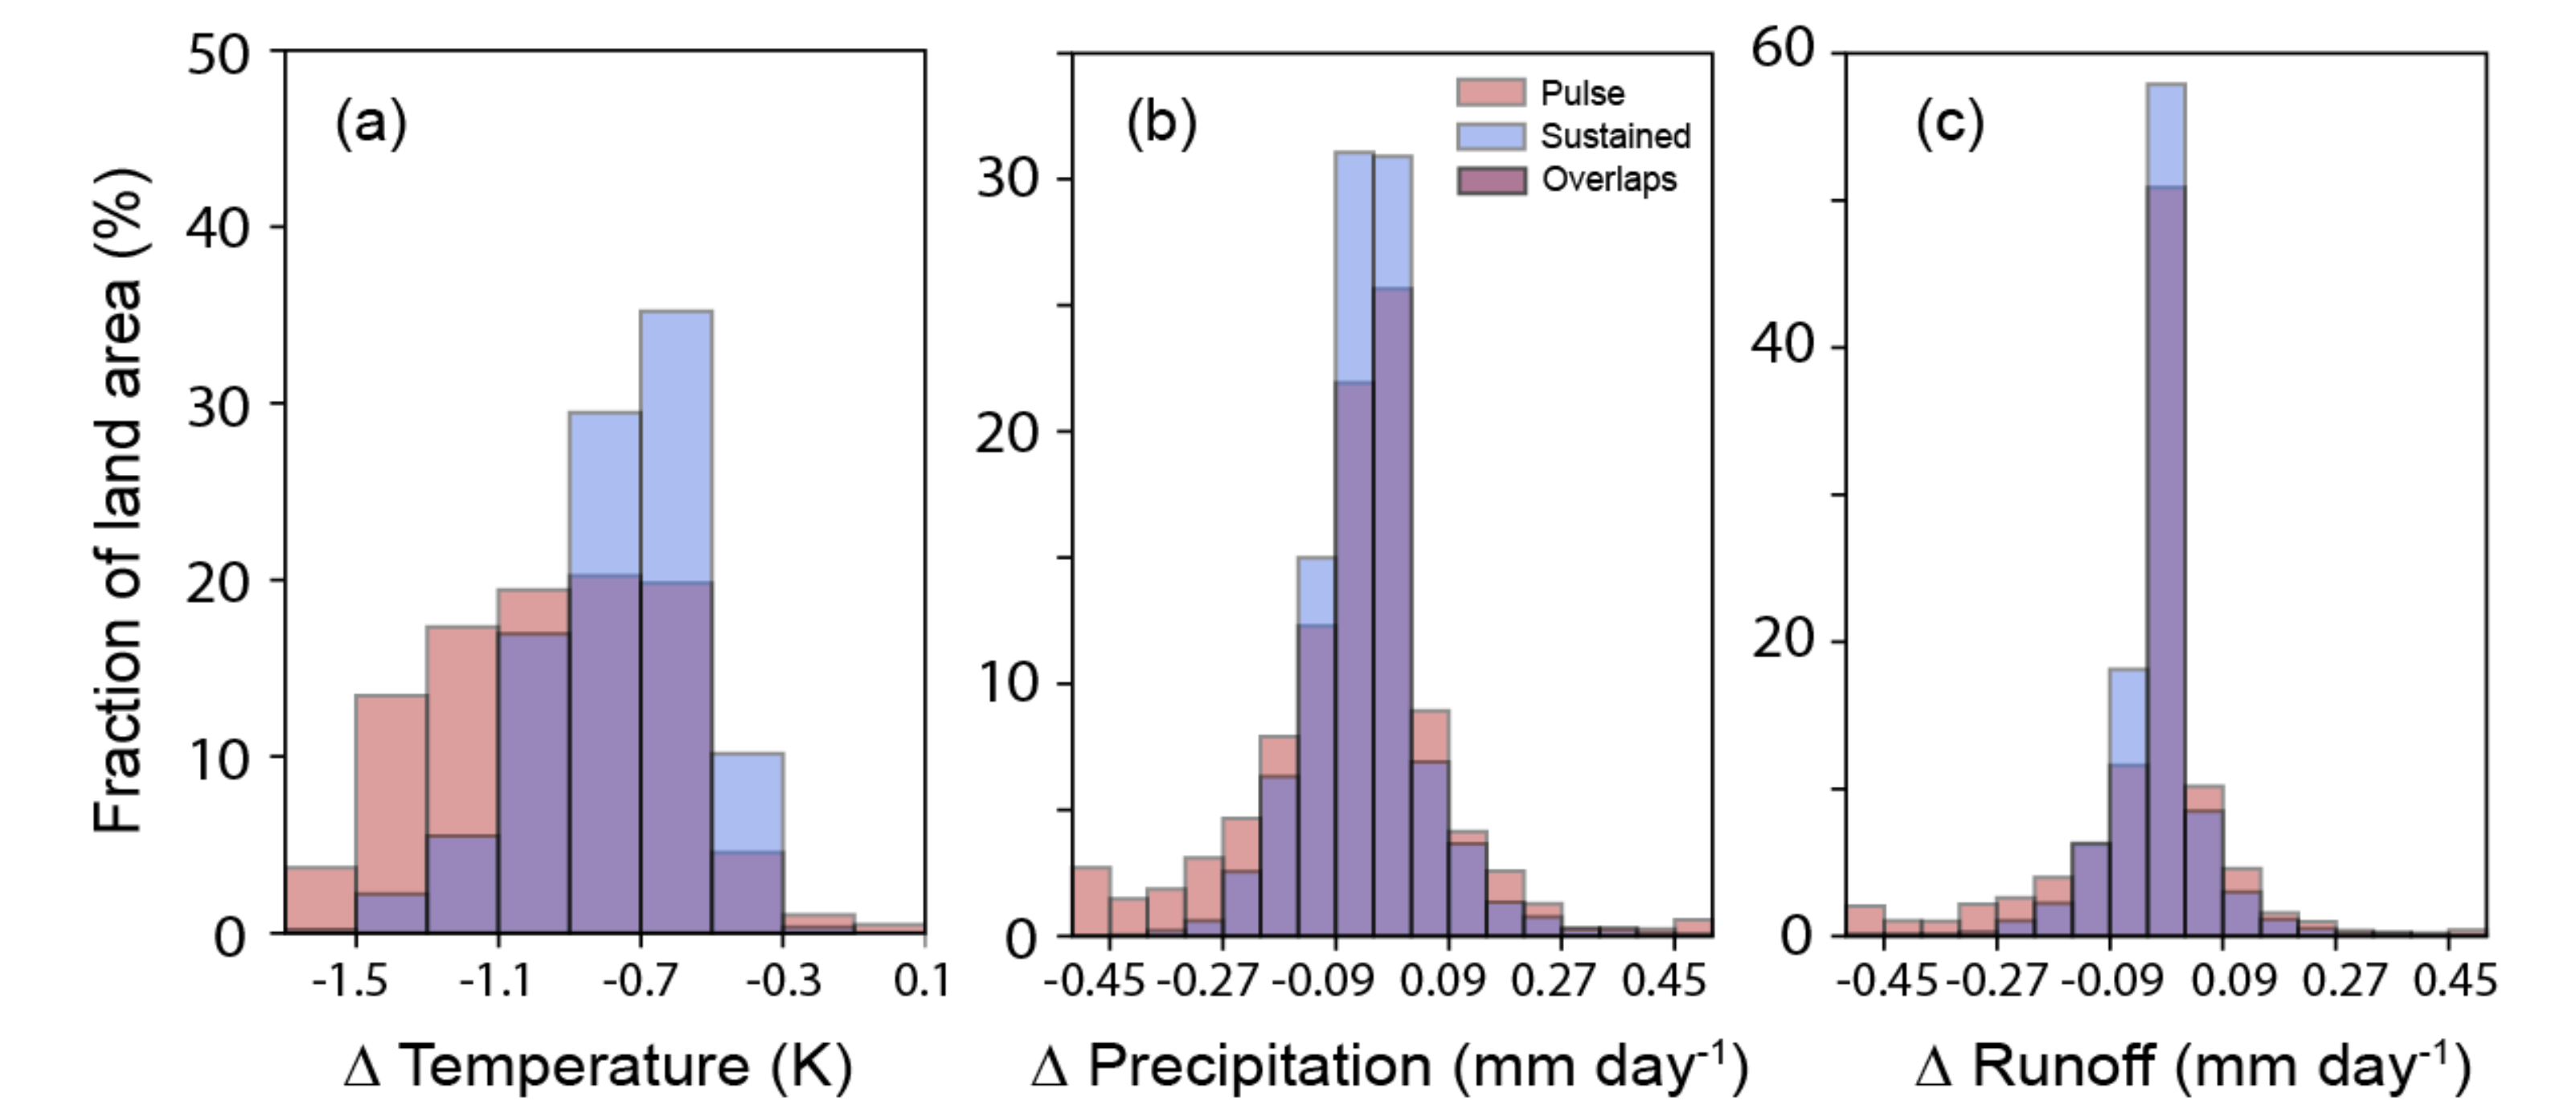 Fraction of land area (%)
50
40
30
20
10
0
(a)
-1.5 -1.1 -0.7 -0.3 0.1
Δ Temperature (K)
30
20
10
0
(b)
Pulse
Sustained
Overlaps
-0.45 -0.27 -0.09 0.09 0.27 0.45
Δ Precipitation (mm day⁻¹)
60
40
20
0
(c)
-0.45 -0.27 -0.09 0.09 0.27 0.45
Δ Runoff (mm day⁻¹)